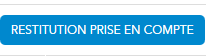 RESTITUTION PRISE EN COMPTE